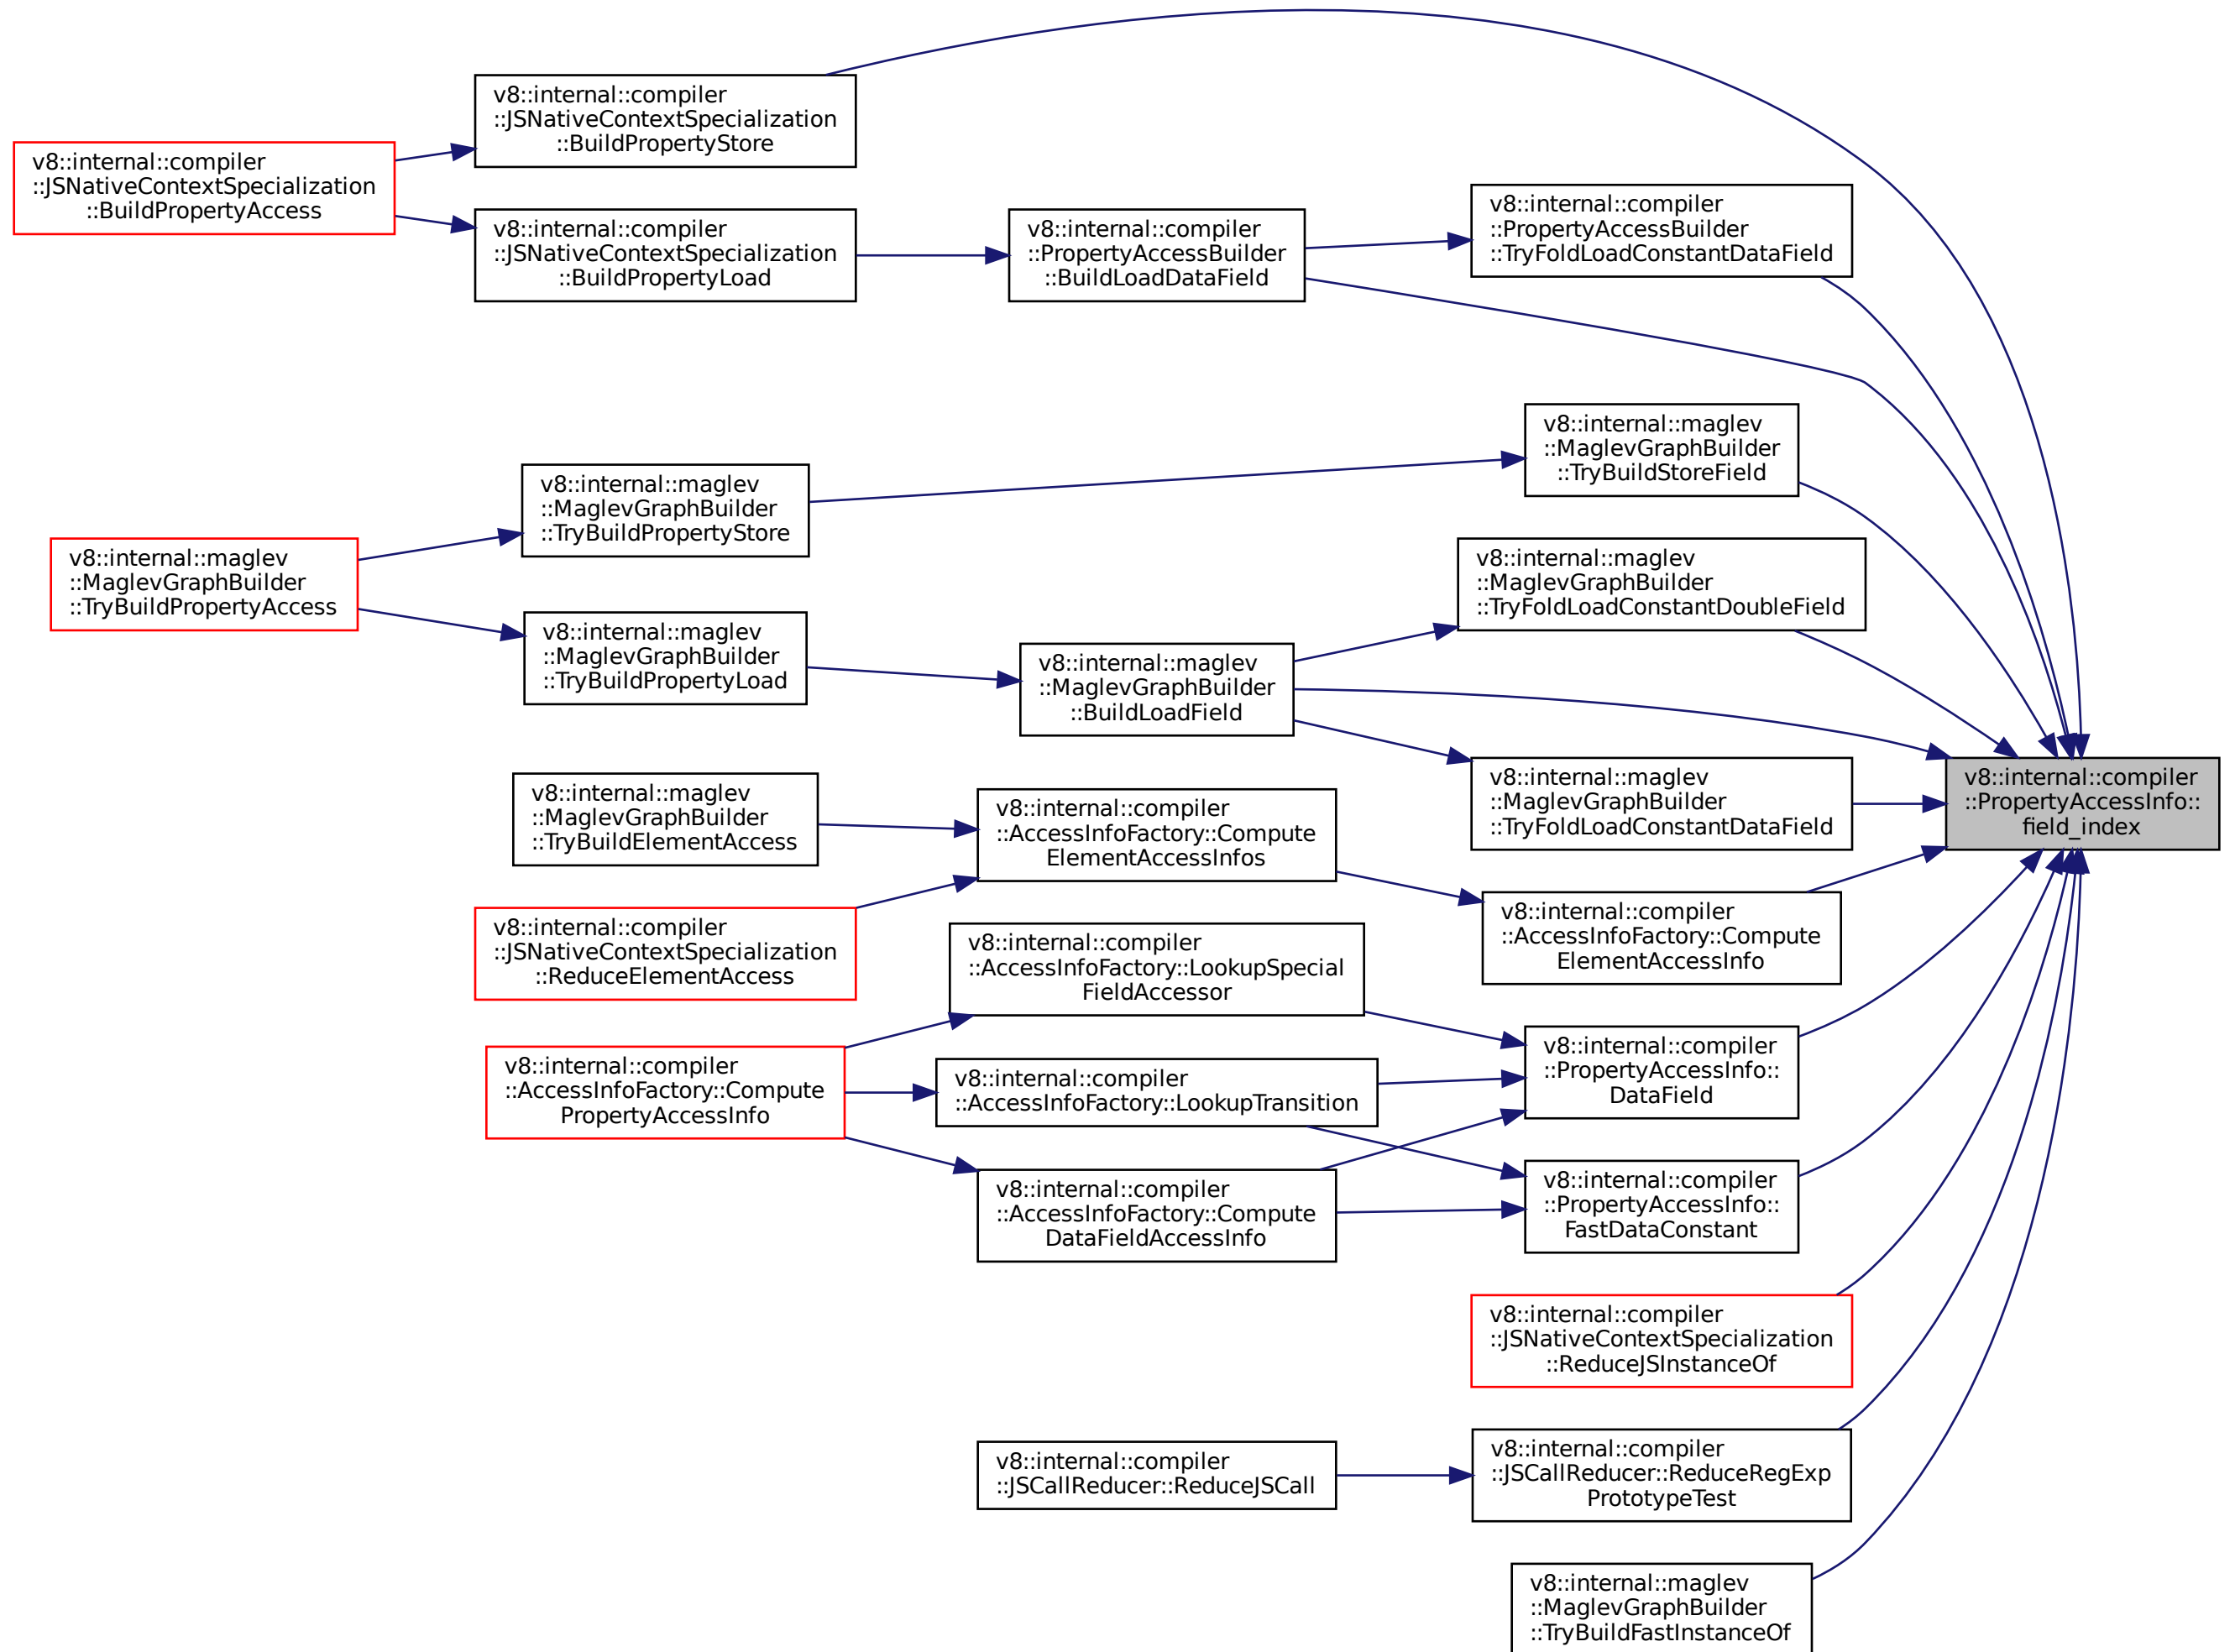 v8::internal::compiler
::JSNativeContextSpecialization
::BuildPropertyStore
v8::internal::compiler
::JSNativeContextSpecialization
::BuildPropertyAccess
v8::internal::compiler
::JSNativeContextSpecialization
::BuildPropertyLoad
v8::internal::compiler
::PropertyAccessBuilder
::BuildLoadDataField
v8::internal::compiler
::PropertyAccessBuilder
::TryFoldLoadConstantDataField
v8::internal::maglev
::MaglevGraphBuilder
::TryBuildStoreField
v8::internal::maglev
::MaglevGraphBuilder
::TryBuildPropertyStore
v8::internal::maglev
::MaglevGraphBuilder
::TryBuildPropertyAccess
v8::internal::maglev
::MaglevGraphBuilder
::TryFoldLoadConstantDoubleField
v8::internal::maglev
::MaglevGraphBuilder
::TryBuildPropertyLoad
v8::internal::maglev
::MaglevGraphBuilder
::BuildLoadField
v8::internal::maglev
::MaglevGraphBuilder
::TryFoldLoadConstantDataField
v8::internal::compiler
::PropertyAccessInfo::
field_index
v8::internal::maglev
::MaglevGraphBuilder
::TryBuildElementAccess
v8::internal::compiler
::AccessInfoFactory::Compute
ElementAccessInfos
v8::internal::compiler
::AccessInfoFactory::Compute
ElementAccessInfo
v8::internal::compiler
::JSNativeContextSpecialization
::ReduceElementAccess
v8::internal::compiler
::AccessInfoFactory::LookupSpecial
FieldAccessor
v8::internal::compiler
::PropertyAccessInfo::
DataField
v8::internal::compiler
::AccessInfoFactory::Compute
PropertyAccessInfo
v8::internal::compiler
::AccessInfoFactory::LookupTransition
v8::internal::compiler
::AccessInfoFactory::Compute
DataFieldAccessInfo
v8::internal::compiler
::PropertyAccessInfo::
FastDataConstant
v8::internal::compiler
::JSNativeContextSpecialization
::ReduceJSInstanceOf
v8::internal::compiler
::JSCallReducer::ReduceJSCall
v8::internal::compiler
::JSCallReducer::ReduceRegExp
PrototypeTest
v8::internal::maglev
::MaglevGraphBuilder
::TryBuildFastInstanceOf